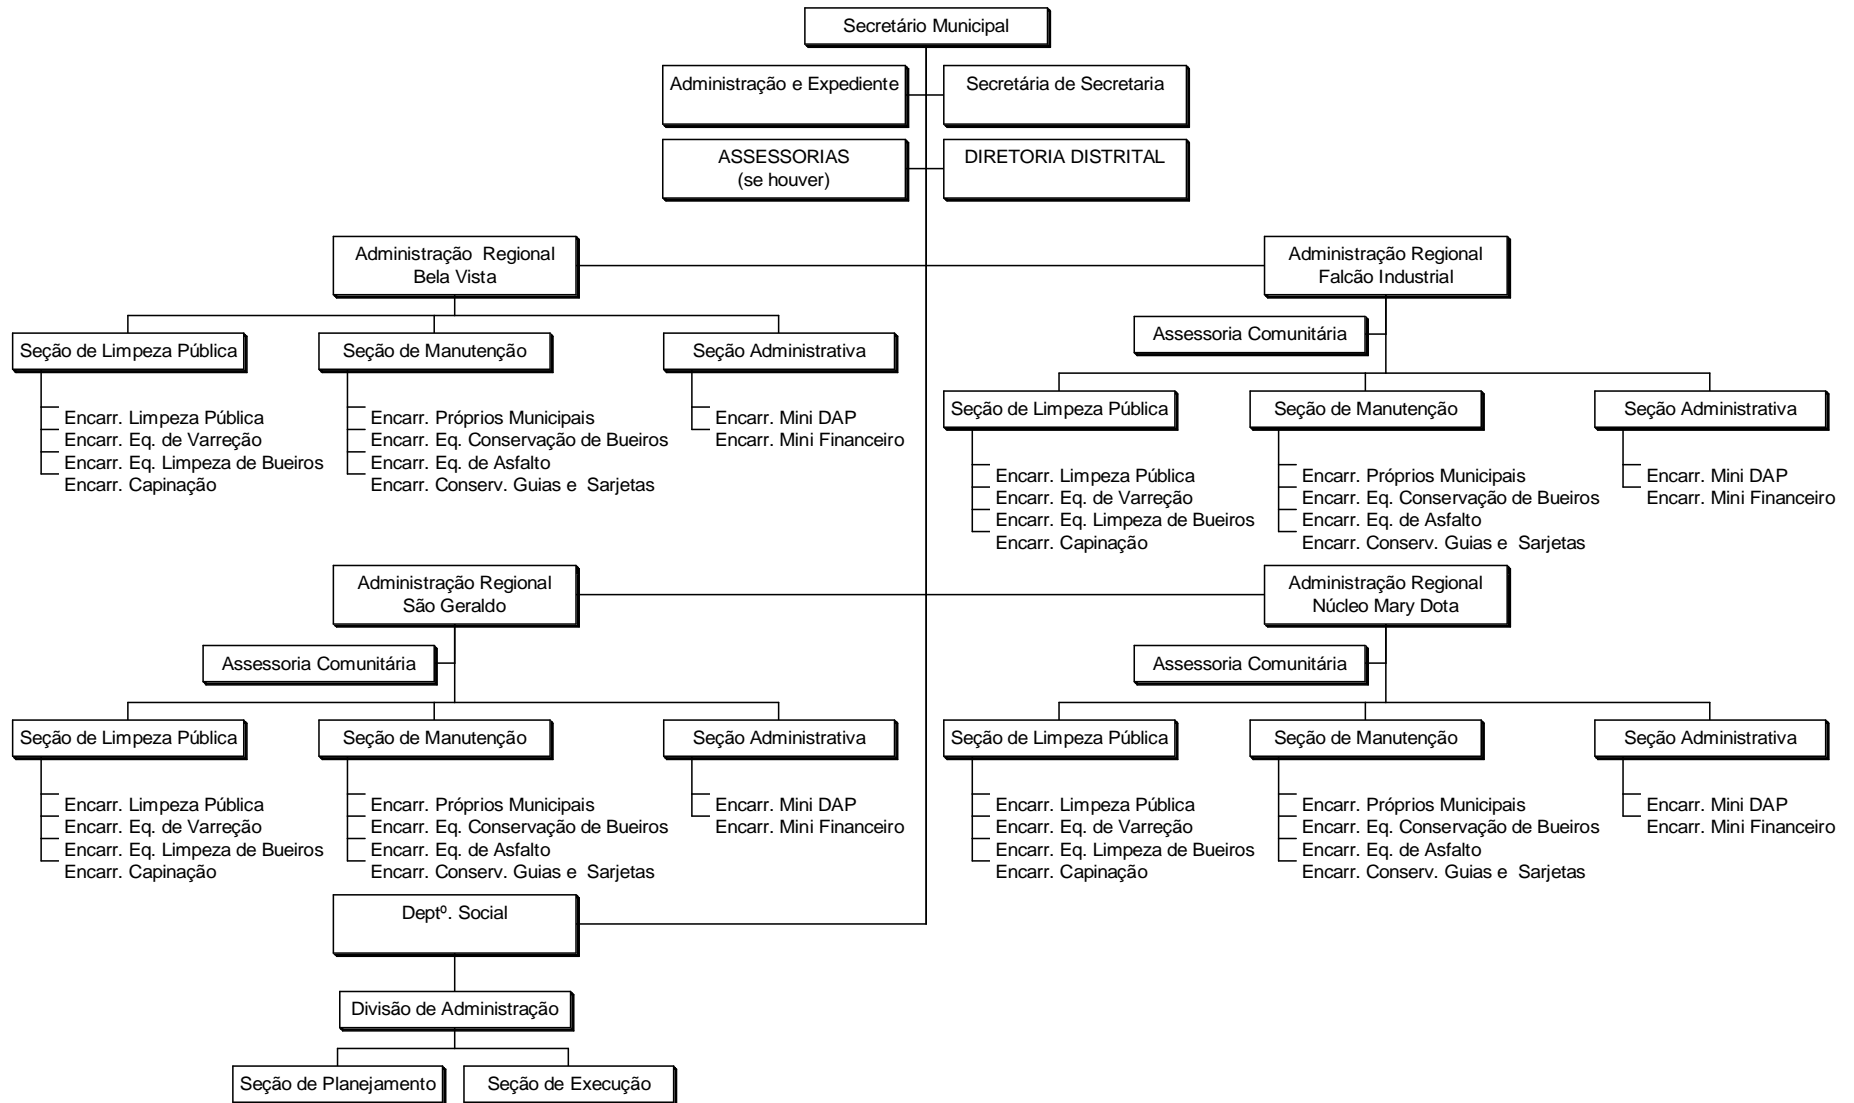 Secretário Municipal
Administração e Expediente
Secretária de Secretaria
ASSESSORIAS
(se houver)
DIRETORIA DISTRITAL
Administração  Regional
Bela Vista
Seção de Limpeza Pública
Encarr. Limpeza Pública
Encarr. Eq. de Varreção
Encarr. Eq. Limpeza de Bueiros
Encarr. Capinação
Seção de Manutenção
Encarr. Próprios Municipais
Encarr. Eq. Conservação de Bueiros
Encarr. Eq. de Asfalto
Encarr. Conserv. Guias e  Sarjetas
Seção Administrativa
Encarr. Mini DAP
Encarr. Mini Financeiro
Administração Regional
Falcão Industrial
Assessoria Comunitária
Seção de Limpeza Pública
Encarr. Limpeza Pública
Encarr. Eq. de Varreção
Encarr. Eq. Limpeza de Bueiros
Encarr. Capinação
Seção de Manutenção
Encarr. Próprios Municipais
Encarr. Eq. Conservação de Bueiros
Encarr. Eq. de Asfalto
Encarr. Conserv. Guias e  Sarjetas
Seção Administrativa
Encarr. Mini DAP
Encarr. Mini Financeiro
Administração Regional
São Geraldo
Assessoria Comunitária
Seção de Limpeza Pública
Encarr. Limpeza Pública
Encarr. Eq. de Varreção
Encarr. Eq. Limpeza de Bueiros
Encarr. Capinação
Seção de Manutenção
Encarr. Próprios Municipais
Encarr. Eq. Conservação de Bueiros
Encarr. Eq. de Asfalto
Encarr. Conserv. Guias e  Sarjetas
Seção Administrativa
Encarr. Mini DAP
Encarr. Mini Financeiro
Administração Regional
Núcleo Mary Dota
Assessoria Comunitária
Seção de Limpeza Pública
Encarr. Limpeza Pública
Encarr. Eq. de Varreção
Encarr. Eq. Limpeza de Bueiros
Encarr. Capinação
Seção de Manutenção
Encarr. Próprios Municipais
Encarr. Eq. Conservação de Bueiros
Encarr. Eq. de Asfalto
Encarr. Conserv. Guias e  Sarjetas
Seção Administrativa
Encarr. Mini DAP
Encarr. Mini Financeiro
Deptº. Social
Divisão de Administração
Seção de Planejamento
Seção de Execução